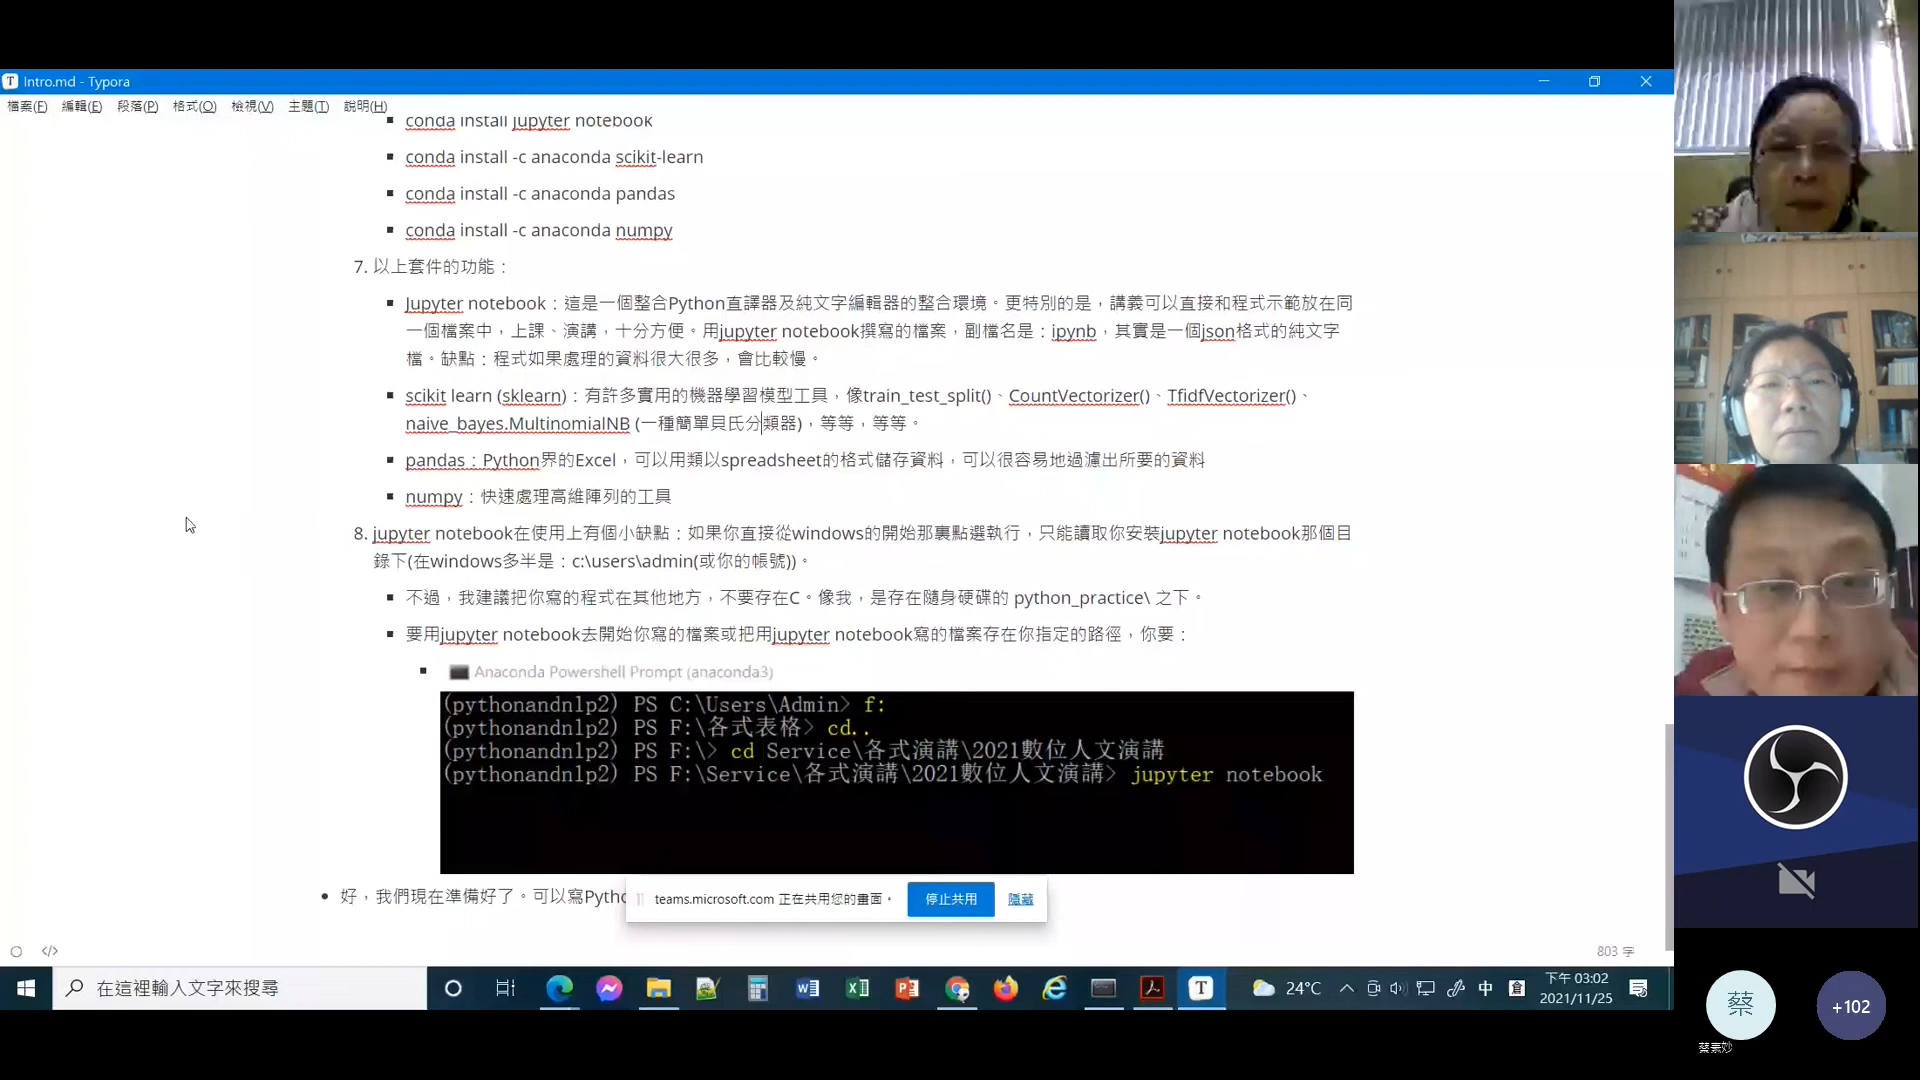 Intro.md - Typora
檔案(F) 編輯(E) 段落(P) 格式(O) 檢視(V) 主題(T) 說明(H)
conda install jupyter notebook
conda install -c anaconda scikit-learn
conda install -c anaconda pandas
conda install -c anaconda numpy
7. 以上套件的功能：
Jupyter notebook：這是一個整合Python直譯器及純文字編輯器的整合環境。更特別的是，講義可以直接和程式示範放在同
一個檔案中，上課、演講，十分方便。用jupyter notebook撰寫的檔案，副檔名是：ipynb，其實是一個json格式的純文字
檔。缺點：程式如果處理的資料很大很多，會比較慢。
scikit learn (sklearn)：有許多實用的機器學習模型工具，像train_test_split()、CountVectorizer()、TfidfVectorizer()、
naive_bayes.MultinomialNB (一種簡單貝氏分類器)，等等，等等。
pandas：Python界的Excel，可以用類以spreadsheet的格式儲存資料，可以很容易地過濾出所要的資料
numpy：快速處理高維陣列的工具
8. jupyter notebook在使用上有個小缺點：如果你直接從windows的開始那裏點選執行，只能讀取你安裝jupyter notebook那個目
錄下(在windows多半是：c:\users\admin(或你的帳號))。
不過，我建議把你寫的程式在其他地方，不要存在C。像我，是存在隨身硬碟的 python_practice\ 之下。
要用jupyter notebook去開始你寫的檔案或把用jupyter notebook寫的檔案存在你指定的路徑，你要：
Anaconda Powershell Prompt (anaconda3)
(pythonandnlp2) PS C:\Users\Admin> f:
(pythonandnlp2) PS F:\各式表格> cd..
(pythonandnlp2) PS F:\> cd Service\各式演講\2021數位人文演講
(pythonandnlp2) PS F:\Service\各式演講\2021數位人文演講> jupyter notebook
好，我們現在準備好了。可以寫Pytho
teams.microsoft.com 正在共用您的畫面。 停止共用 隱藏
803 字
在這裡輸入文字來搜尋
24°C 中 倉 下午 03:02
2021/11/25
蔡
蔡素妙
+102